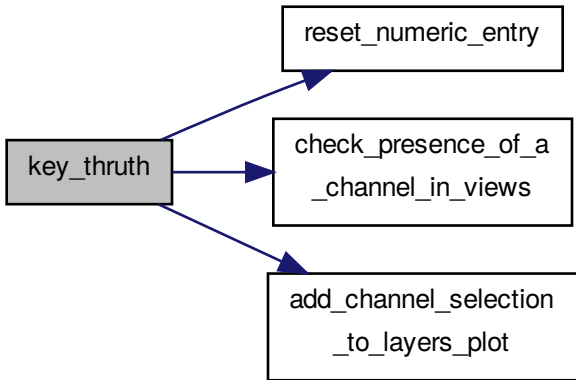 reset_numeric_entry
key_thruth
check_presence_of_a
_channel_in_views
add_channel_selection
_to_layers_plot